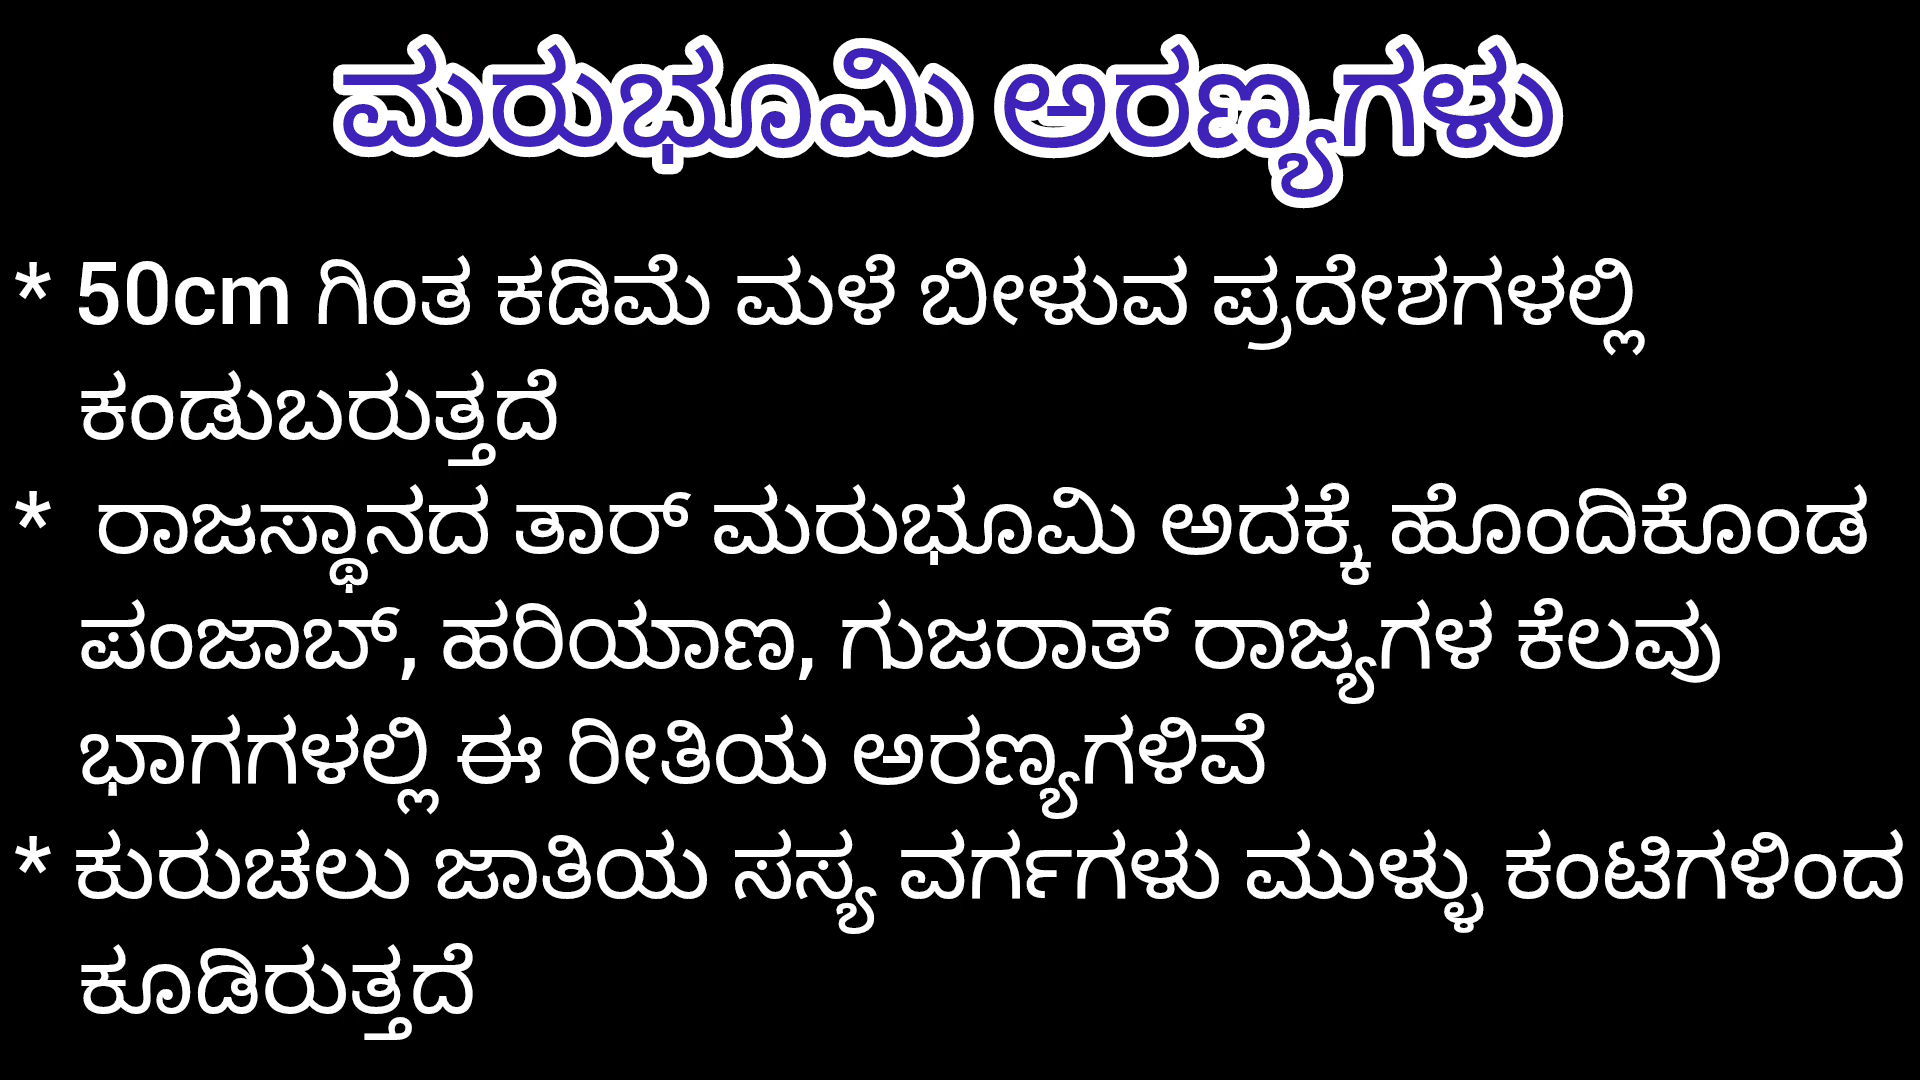 ಮರುಭೂಮಿ ಅರಣ್ಯಗಳು
* 50cm ಗಿಂತ ಕಡಿಮೆ ಮಳೆ ಬೀಳುವ ಪ್ರದೇಶಗಳಲ್ಲಿ
ಕಂಡುಬರುತ್ತದೆ
* ರಾಜಸ್ಥಾನದ ತಾರ್ ಮರುಭೂಮಿ ಅದಕ್ಕೆ ಹೊಂದಿಕೊಂಡ
ಪಂಜಾಬ್, ಹರಿಯಾಣ, ಗುಜರಾತ್ ರಾಜ್ಯಗಳ ಕೆಲವು
ಭಾಗಗಳಲ್ಲಿ ಈ ರೀತಿಯ ಅರಣ್ಯಗಳಿವೆ
* ಕುರುಚಲು ಜಾತಿಯ ಸಸ್ಯ ವರ್ಗಗಳು ಮುಳ್ಳು ಕಂಟಿಗಳಿಂದ
ಕೂಡಿರುತ್ತದೆ